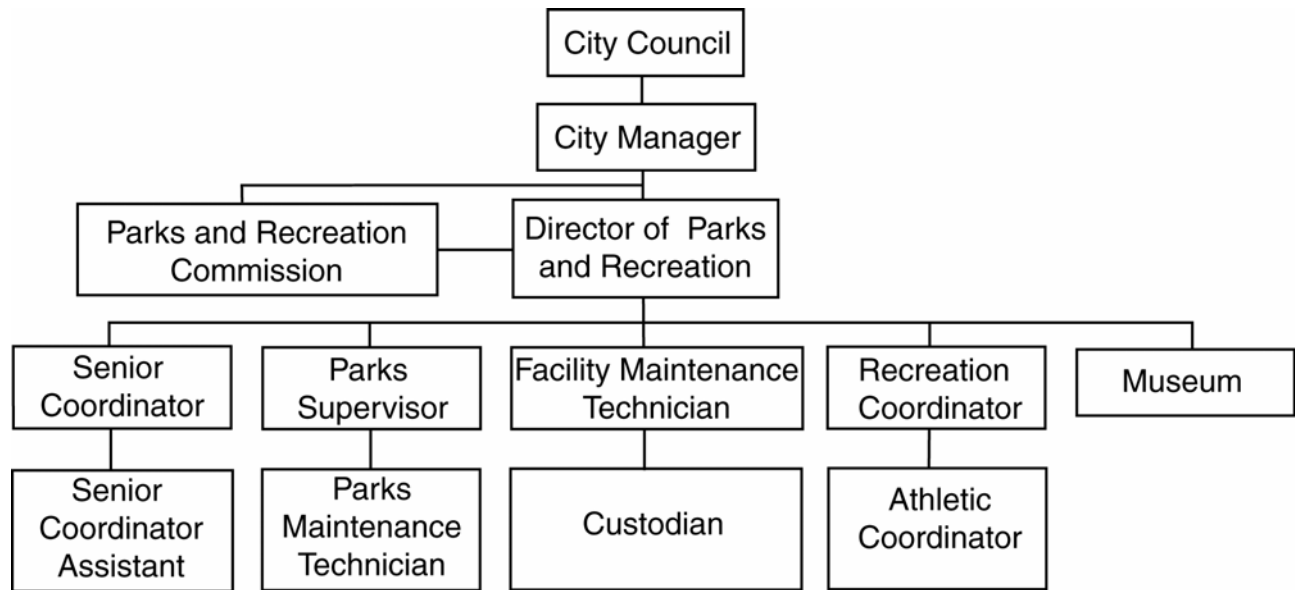 City Council
City Manager
Parks and Recreation
Commission
Director of Parks
and Recreation
Senior
Coordinator
Parks
Supervisor
Facility Maintenance
Technician
Recreation
Coordinator
Museum
Senior
Coordinator
Assistant
Parks
Maintenance
Technician
Custodian
Athletic
Coordinator